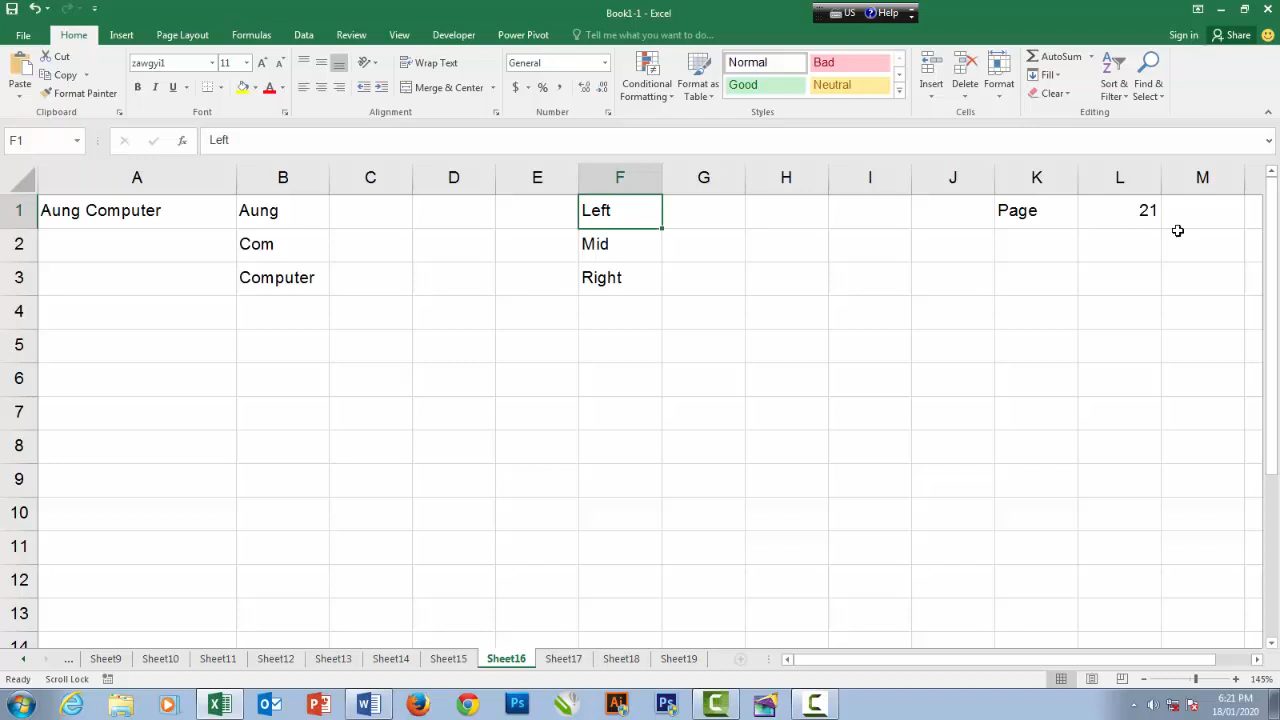 Book1-1 - Excel
US Help
File Home Insert Page Layout Formulas Data Review View Developer Power Pivot Tell me what you want to do... Sign in Share
Paste Cut Copy Format Painter Clipboard
zawgyi1 11 B I U A Font
Wrap Text Merge & Center Alignment
General $ % , Number
Conditional Formatting Format as Table Normal Bad Good Neutral Styles
Insert Delete Format Cells
AutoSum Fill Clear Sort & Filter Find & Select Editing
F1 fx Left
A B C D E F G H I J K L M
1 Aung Computer Aung Left Page 21
2 Com Mid
3 Computer Right
4
5
6
7
8
9
10
11
12
13
14
... Sheet9 Sheet10 Sheet11 Sheet12 Sheet13 Sheet14 Sheet15 Sheet16 Sheet17 Sheet18 Sheet19
Ready Scroll Lock 145%
6:21 PM
18/01/2020